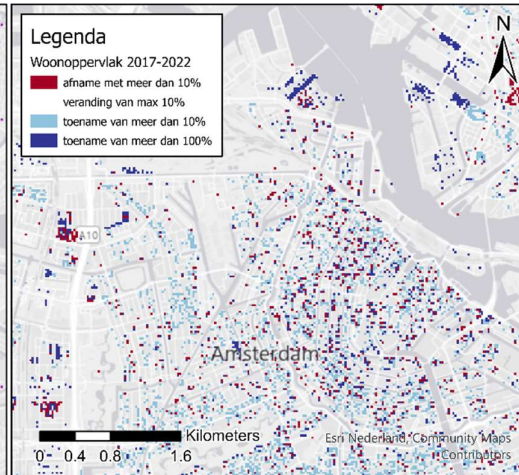 Legenda
Woonoppervlak 2017-2022
afname met meer dan 10%
veranding van max 10%
toename van meer dan 10%
toename van meer dan 100%
N
A10
Amsterdam
Kilometers
0 0.4 0.8 1.6
Esri Nederland, Community Maps
Contributors